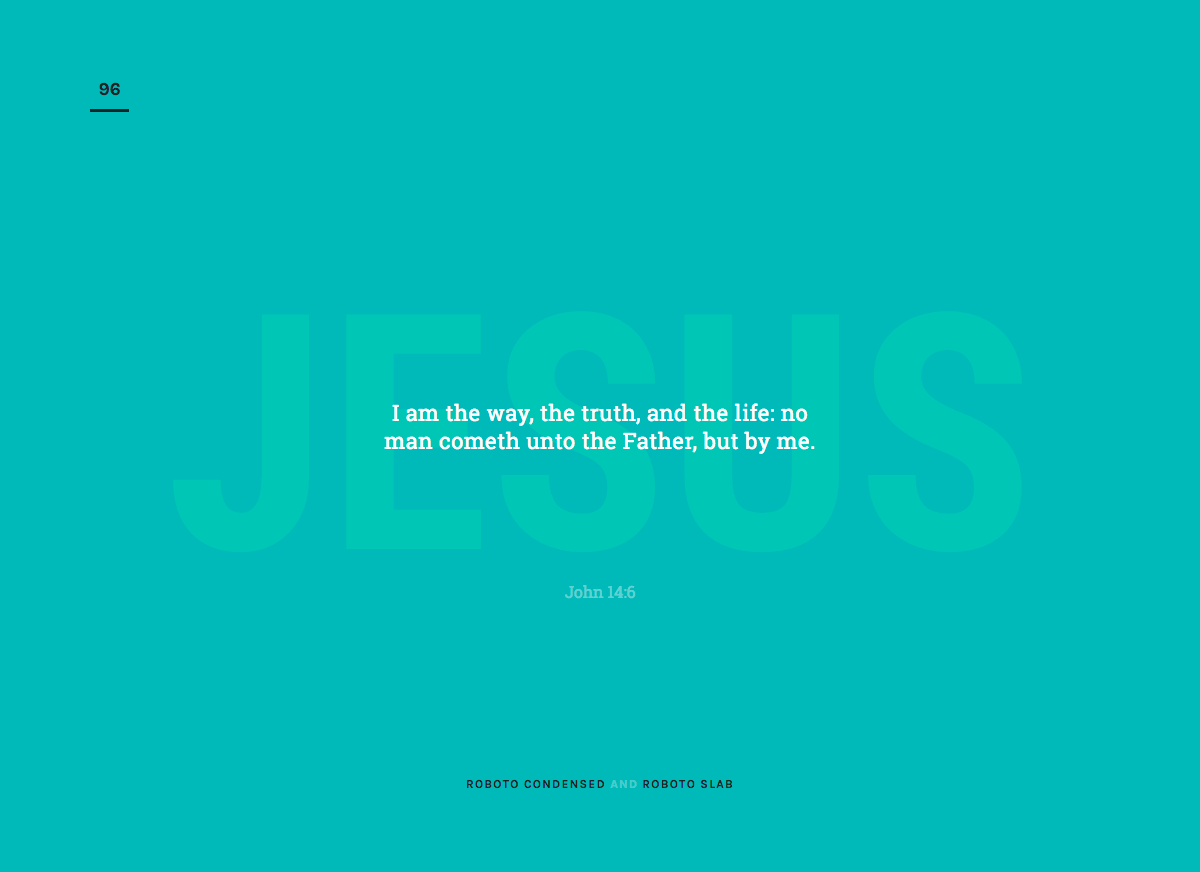 96
JESUS
I am the way, the truth, and the life: no
man cometh unto the Father, but by me.
John 14:6
ROBOTO CONDENSED AND ROBOTO SLAB